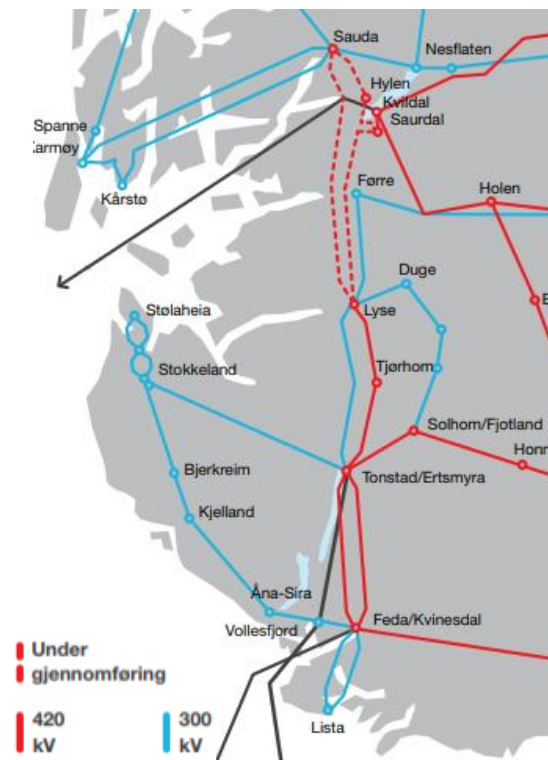 Sauda
Nesflaten
Hylen
Kvildal
Saurdal
Spanne
Karmøy
Kårstø
Førre
Holen
Duge
Stølaheia
Lyse
Stokkeland
Tjørhom
Solhom/Fjotland
Bjerkreim
Tonstad/Ertsmyra
Kjelland
Åna-Sira
Feda/Kvinesdal
Vollesfjord
Lista
Under
gjennomføring
420
kV
300
kV